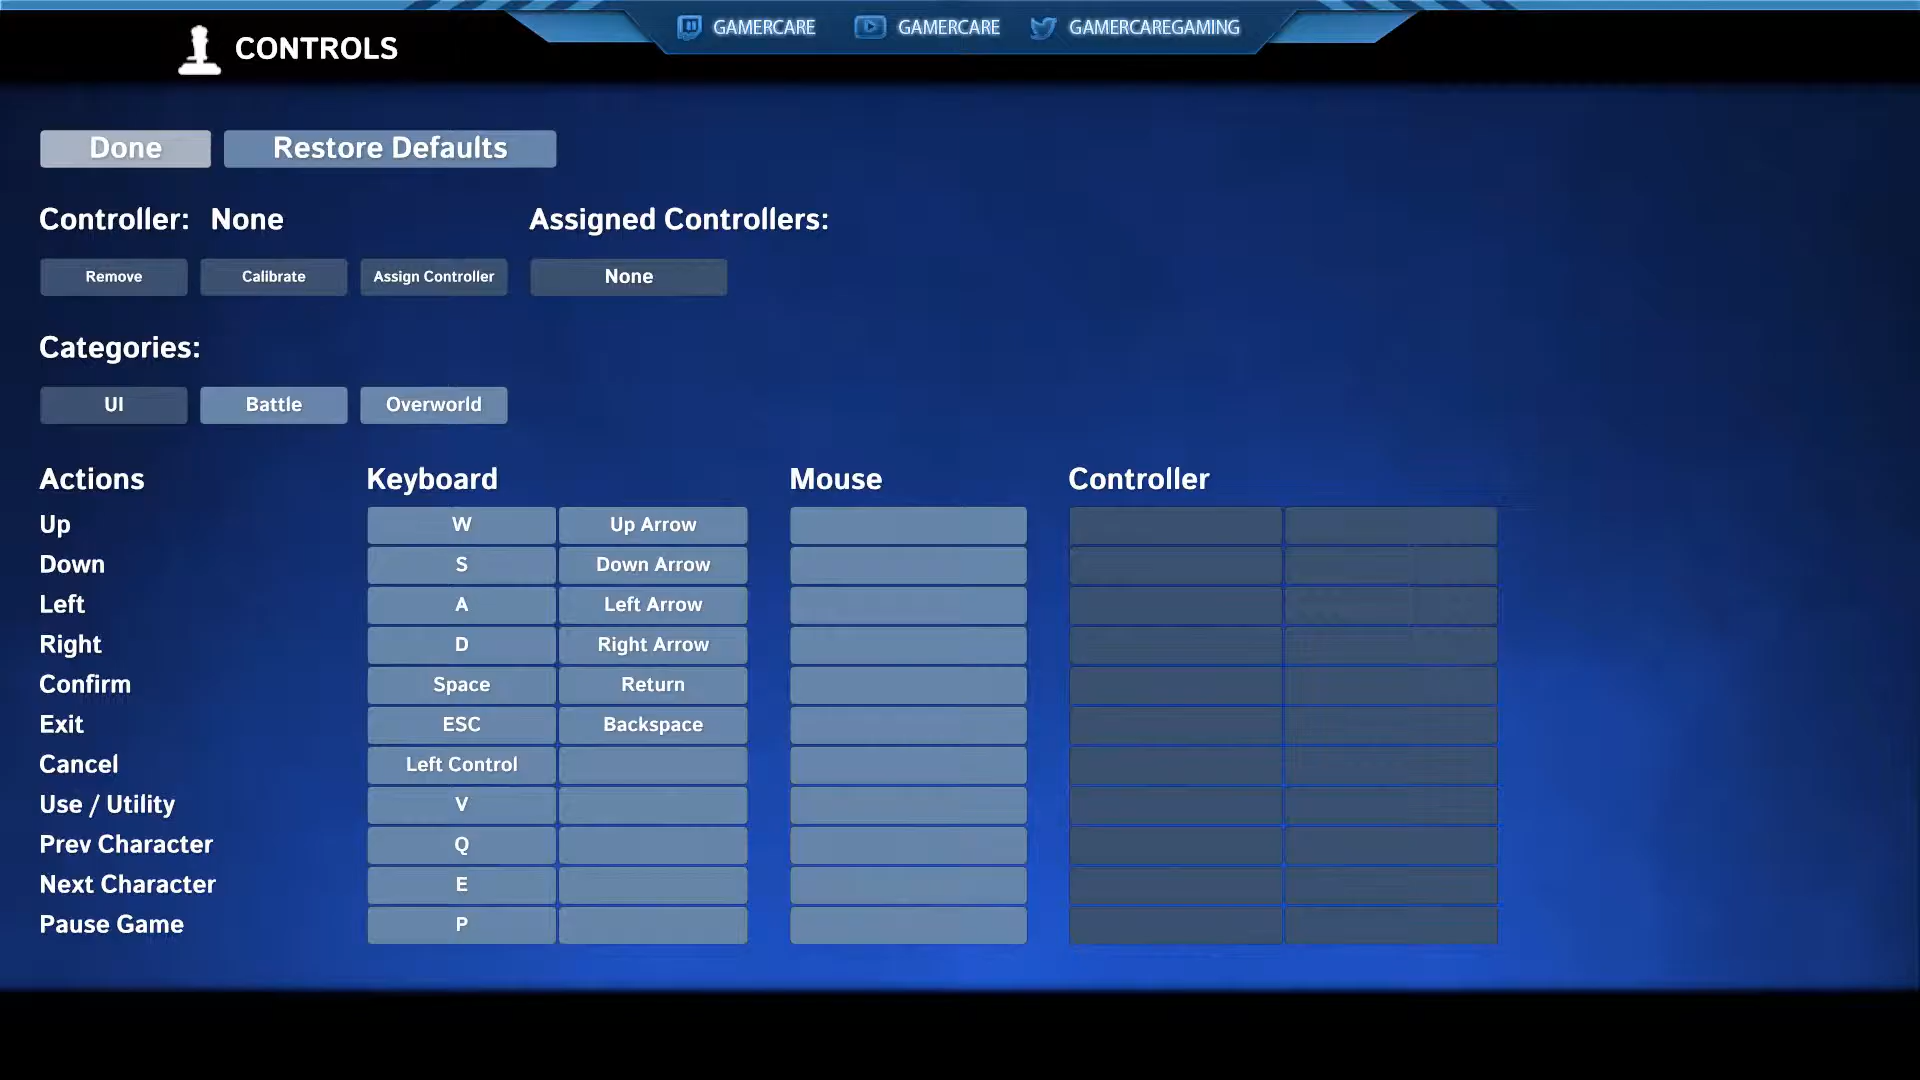 GAMERCARE GAMERCARE GAMERCAREGAMING
CONTROLS
Done Restore Defaults
Controller: None Assigned Controllers:
Remove Calibrate Assign Controller None
Categories:
UI Battle Overworld
Actions Keyboard Mouse Controller
Up W Up Arrow
Down S Down Arrow
Left A Left Arrow
Right D Right Arrow
Confirm Space Return
Exit ESC Backspace
Cancel Left Control
Use / Utility V
Prev Character Q
Next Character E
Pause Game P